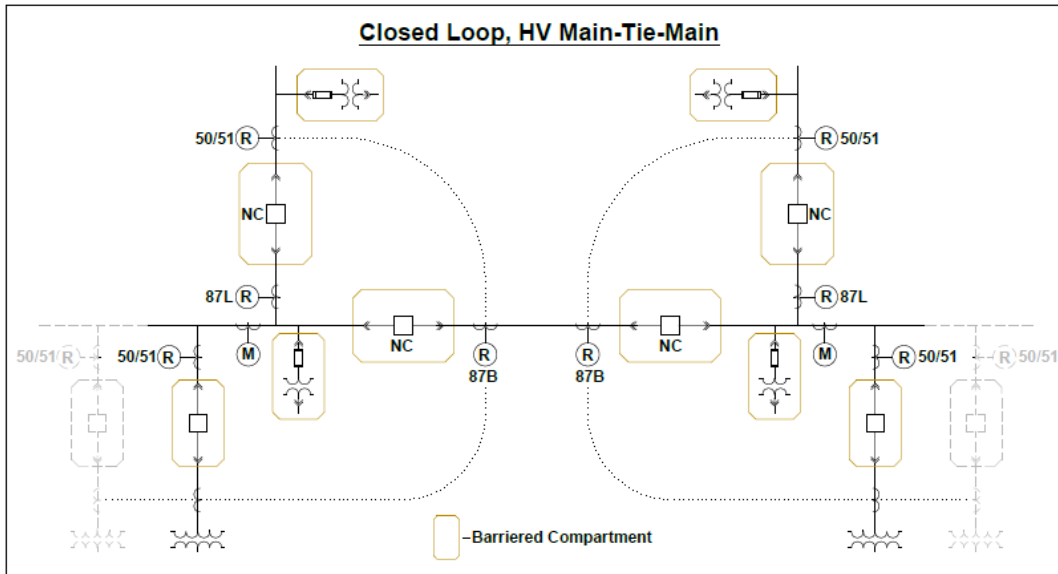 Closed Loop, HV Main-Tie-Main
50/51 R
R 50/51
NC
NC
87L R
R 87L
50/51 R
50/51 R
M
NC
R
87B
R
87B
NC
M
R 50/51
R 50/51
–Barriered Compartment